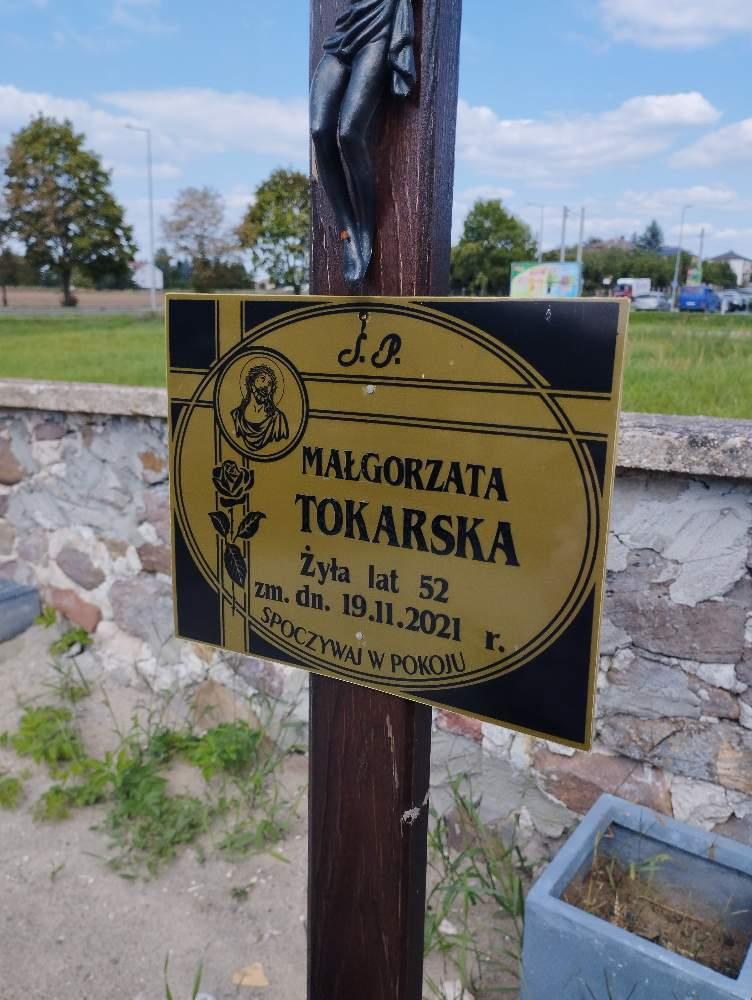 Ś.P.
MAŁGORZATA
TOKARSKA
Żyła lat 52
zm. dn. 19.11.2021 r.
SPOCZYWAJ W POKOJU